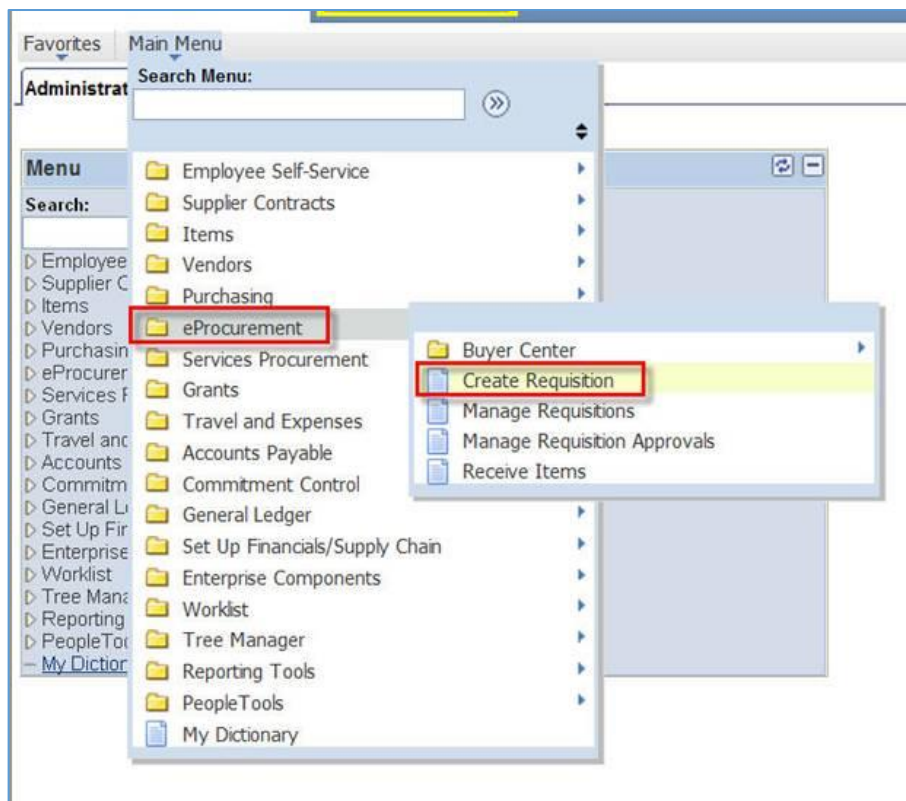 Favorites Main Menu
Administrat
Search Menu:
Menu
Search:
Employee
Supplier C
Items
Vendors
Purchasin
eProcurer
Services F
Grants
Travel and
Accounts
Commitm
General L
Set Up Fir
Enterprise
Worklist
Tree Mana
Reporting
PeopleToo
My Diction
Employee Self-Service
Supplier Contracts
Items
Vendors
Purchasing
eProcurement
Services Procurement
Grants
Travel and Expenses
Accounts Payable
Commitment Control
General Ledger
Set Up Financials/Supply Chain
Enterprise Components
Worklist
Tree Manager
Reporting Tools
PeopleTools
My Dictionary
Buyer Center
Create Requisition
Manage Requisitions
Manage Requisition Approvals
Receive Items